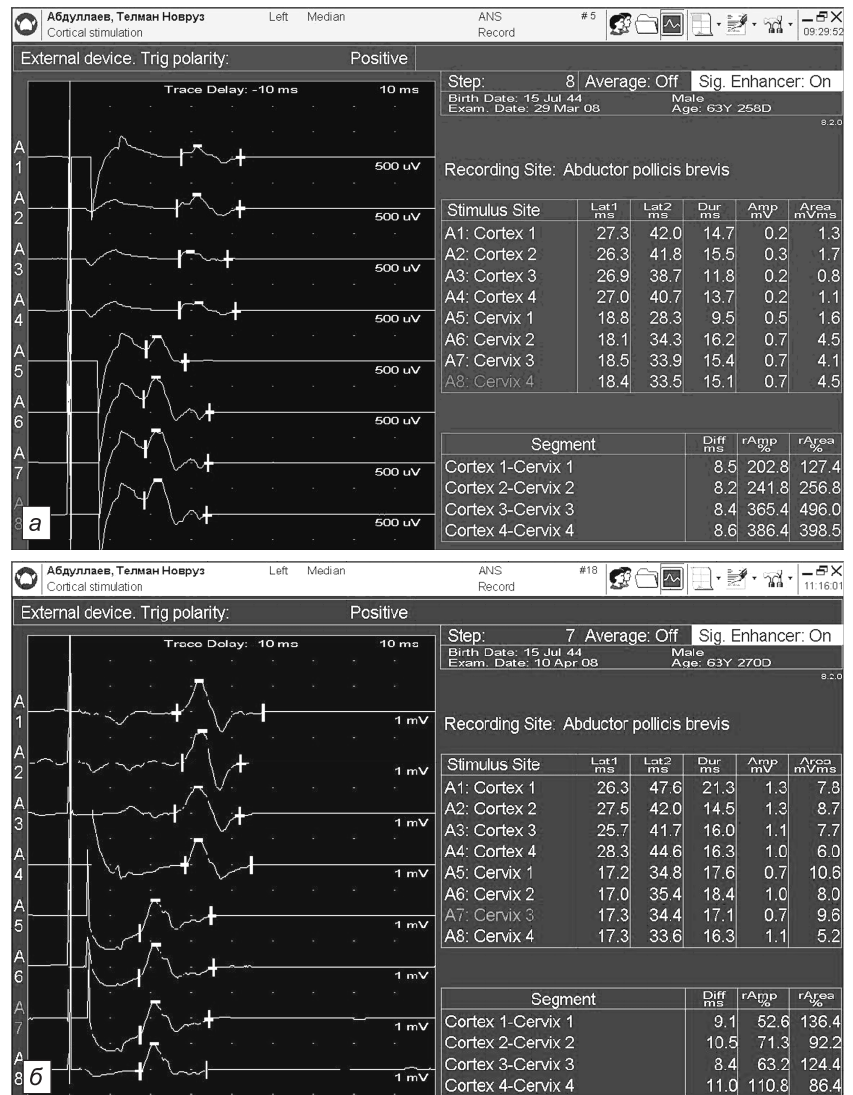 Абдуллаев, Телман Новруз Left Median ANS #5
Cortical stimulation Record 09:29:52
External device. Trig polarity: Positive
Trace Delay: -10 ms 10 ms
Step: 8 Average: Off Sig. Enhancer: On
Birth Date: 15 Jul 44 Male
Exam. Date: 29 Mar 08 Age: 63Y 258D
8.2.0
A1 500 uV
A2 500 uV
A3 500 uV
A4 500 uV
A5 500 uV
A6 500 uV
A7 500 uV
A8 500 uV
Recording Site: Abductor pollicis brevis
Stimulus Site Lat1 ms Lat2 ms Dur ms Amp mV Area mVms
A1: Cortex 1 27.3 42.0 14.7 0.2 1.3
A2: Cortex 2 26.3 41.8 15.5 0.3 1.7
A3: Cortex 3 26.9 38.7 11.8 0.2 0.8
A4: Cortex 4 27.0 40.7 13.7 0.2 1.1
A5: Cervix 1 18.8 28.3 9.5 0.5 1.6
A6: Cervix 2 18.1 34.3 16.2 0.7 4.5
A7: Cervix 3 18.5 33.9 15.4 0.7 4.1
A8: Cervix 4 18.4 33.5 15.1 0.7 4.5
Segment Diff ms rAmp % rArea %
Cortex 1-Cervix 1 8.5 202.8 127.4
Cortex 2-Cervix 2 8.2 241.8 256.8
Cortex 3-Cervix 3 8.4 365.4 496.0
Cortex 4-Cervix 4 8.6 386.4 398.5
а
Абдуллаев, Телман Новруз Left Median ANS #18
Cortical stimulation Record 11:16:01
External device. Trig polarity: Positive
Trace Delay: -10 ms 10 ms
Step: 7 Average: Off Sig. Enhancer: On
Birth Date: 15 Jul 44 Male
Exam. Date: 10 Apr 08 Age: 63Y 270D
8.2.0
A1 1 mV
A2 1 mV
A3 1 mV
A4 1 mV
A5 1 mV
A6 1 mV
A7 1 mV
A8 1 mV
Recording Site: Abductor pollicis brevis
Stimulus Site Lat1 ms Lat2 ms Dur ms Amp mV Area mVms
A1: Cortex 1 26.3 47.6 21.3 1.3 7.8
A2: Cortex 2 27.5 42.0 14.5 1.3 8.7
A3: Cortex 3 25.7 41.7 16.0 1.1 7.7
A4: Cortex 4 28.3 44.6 16.3 1.0 6.0
A5: Cervix 1 17.2 34.8 17.6 0.7 10.6
A6: Cervix 2 17.0 35.4 18.4 1.0 8.0
A7: Cervix 3 17.3 34.4 17.1 0.7 9.6
A8: Cervix 4 17.3 33.6 16.3 1.1 5.2
Segment Diff ms rAmp % rArea %
Cortex 1-Cervix 1 9.1 52.6 136.4
Cortex 2-Cervix 2 10.5 71.3 92.2
Cortex 3-Cervix 3 8.4 63.2 124.4
Cortex 4-Cervix 4 11.0 110.8 86.4
б